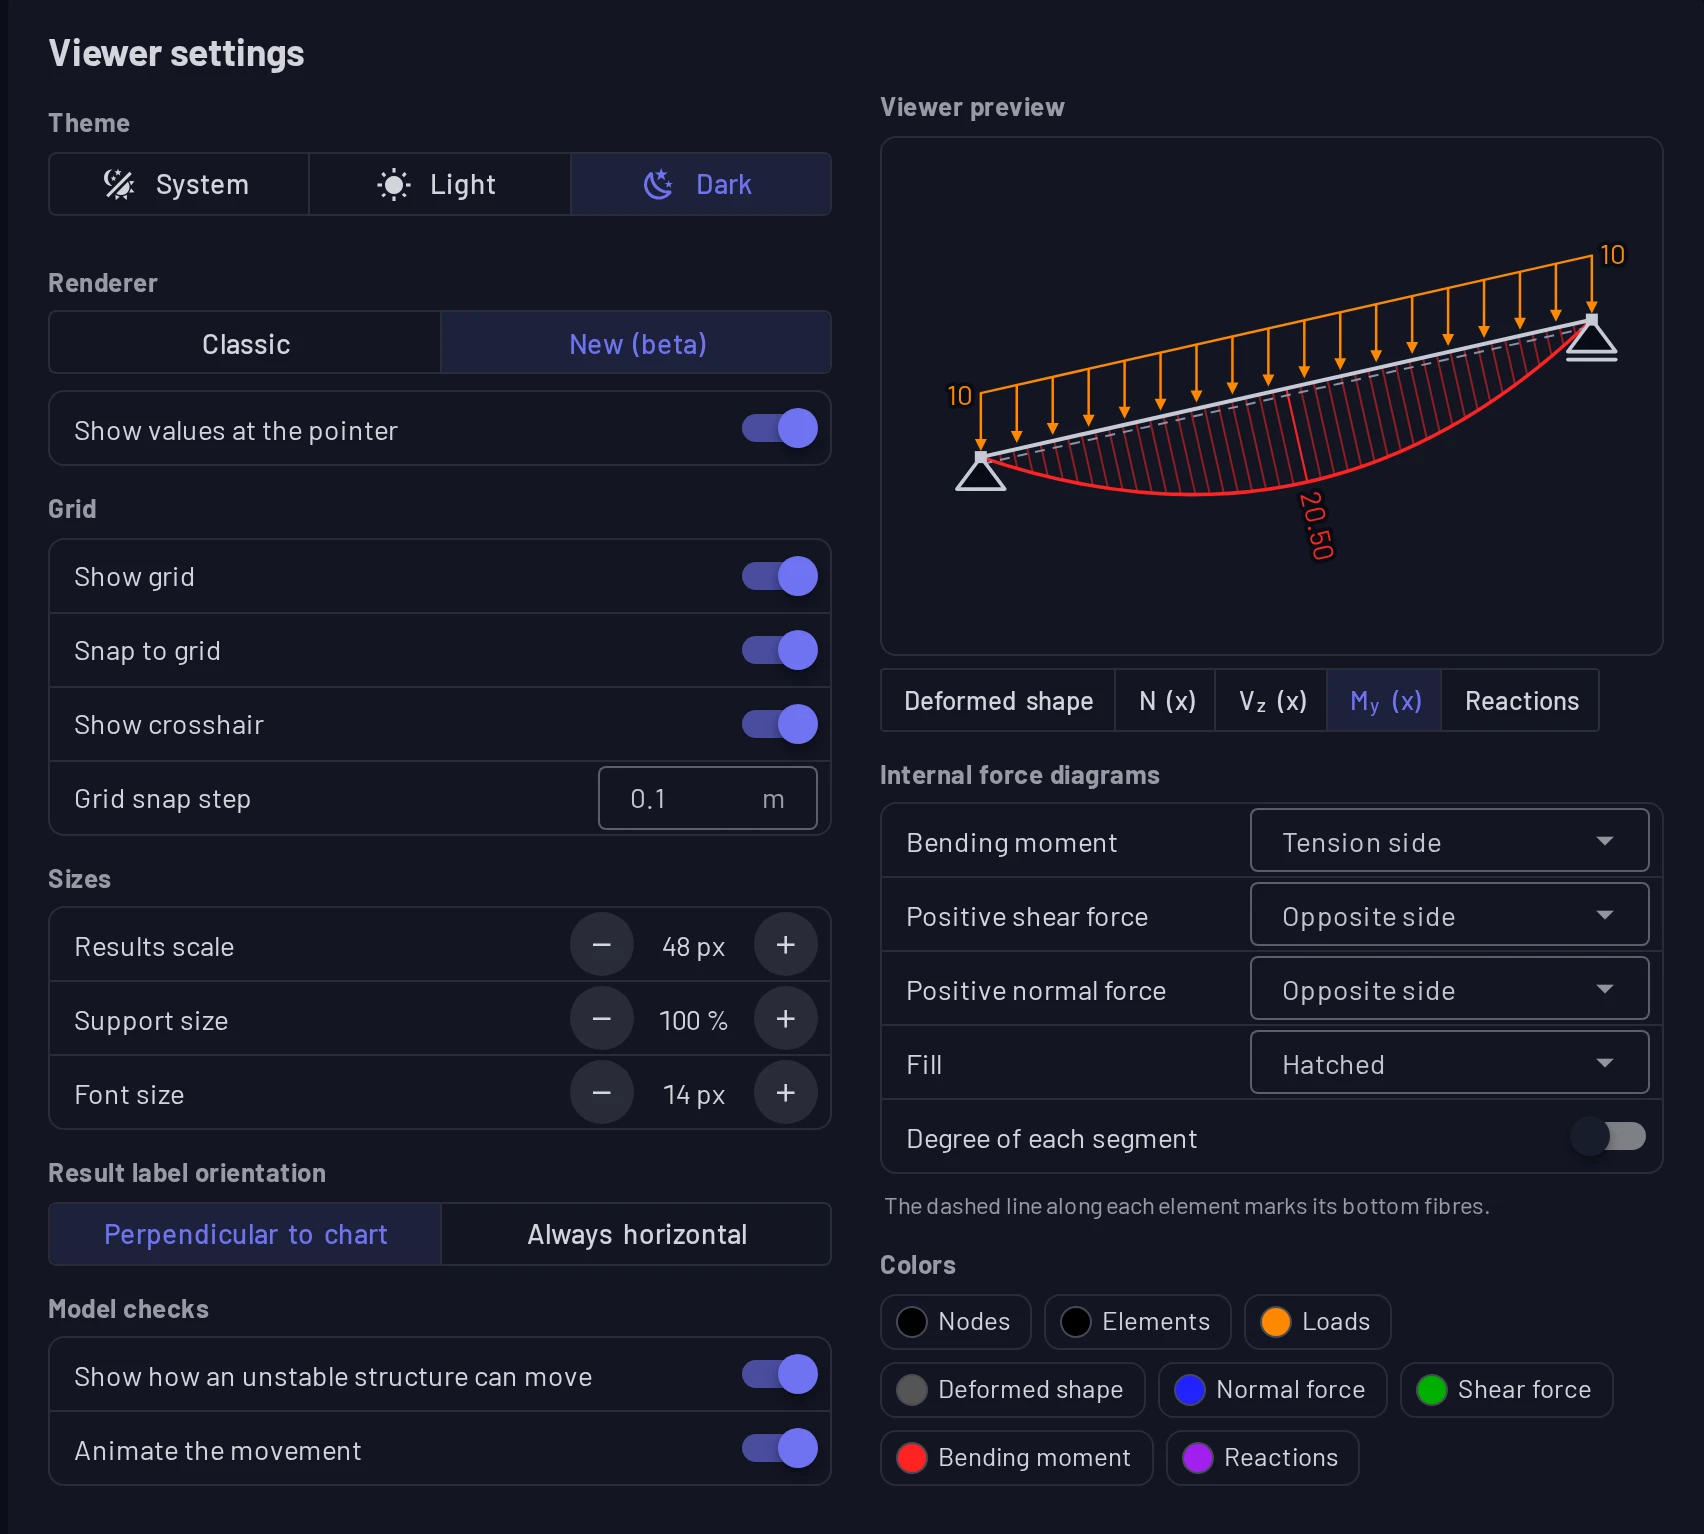 Viewer settings
Theme
System
Light
Dark
Renderer
Classic
New (beta)
Show values at the pointer
Grid
Show grid
Snap to grid
Show crosshair
Grid snap step
0.1 m
Sizes
Results scale
− 48 px +
Support size
− 100 % +
Font size
− 14 px +
Result label orientation
Perpendicular to chart
Always horizontal
Model checks
Show how an unstable structure can move
Animate the movement
Viewer preview
10
10
20.50
Deformed shape
N (x)
Vz (x)
My (x)
Reactions
Internal force diagrams
Bending moment
Tension side
Positive shear force
Opposite side
Positive normal force
Opposite side
Fill
Hatched
Degree of each segment
The dashed line along each element marks its bottom fibres.
Colors
Nodes
Elements
Loads
Deformed shape
Normal force
Shear force
Bending moment
Reactions